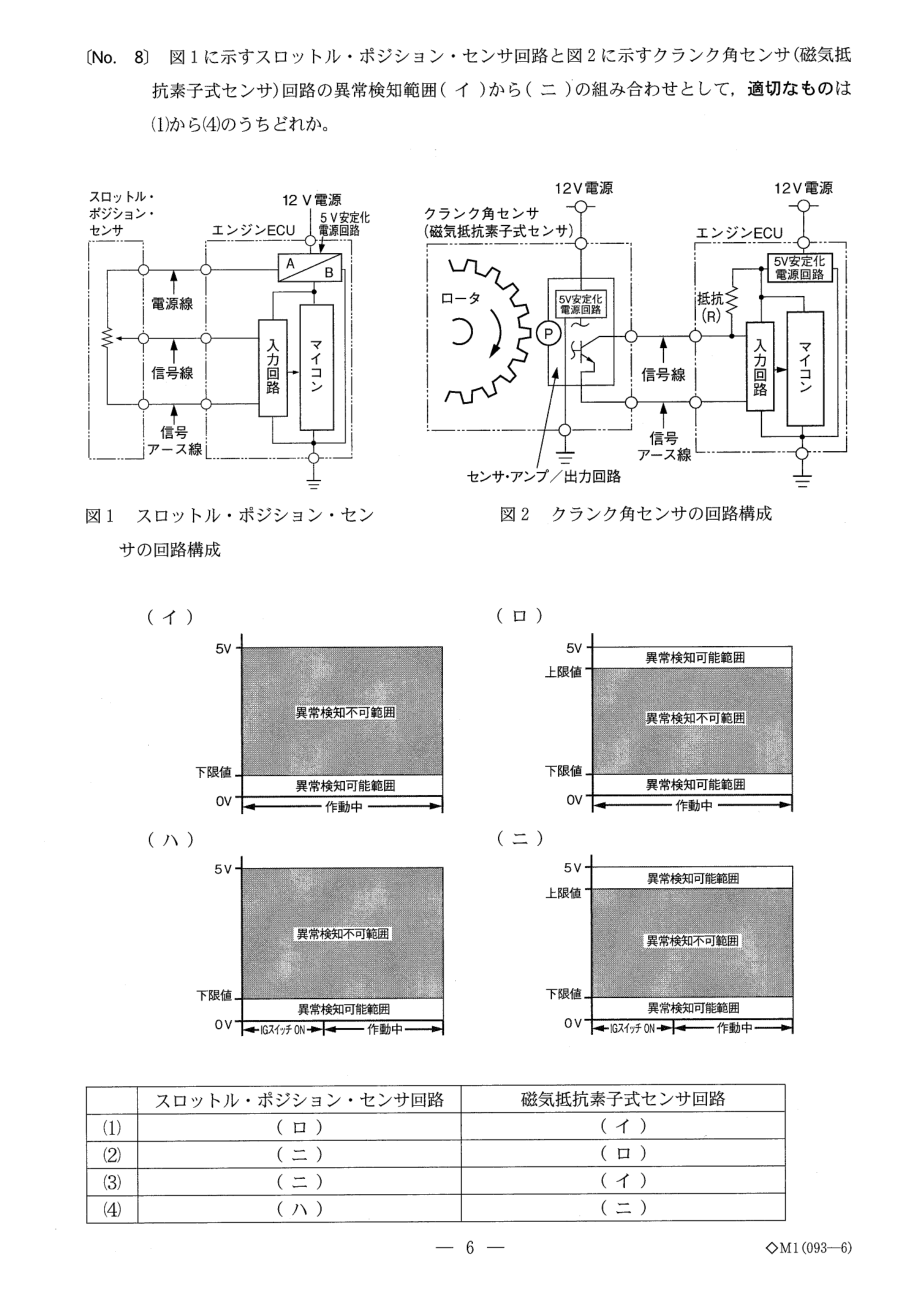 〔No. 8〕 図1に示すスロットル・ポジション・センサ回路と図2に示すクランク角センサ(磁気抵
抗素子式センサ)回路の異常検知範囲(イ)から(ニ)の組み合わせとして，適切なものは
⑴から⑷のうちどれか。
スロットル・
ポジション・
センサ
12 V 電源
エンジンECU
5 V 安定化
電源回路
A
B
電源線
信号線
信号
アース線
入力回路
マイコン
図1 スロットル・ポジション・セン
サの回路構成
12V 電源
クランク角センサ
(磁気抵抗素子式センサ)
ロータ
5V安定化
電源回路
P
信号線
信号
アース線
センサ・アンプ／出力回路
12V 電源
エンジンECU
5V安定化
電源回路
抵抗
(R)
入力回路
マイコン
図2 クランク角センサの回路構成
(イ)
5V
異常検知不可範囲
下限値
異常検知可能範囲
0V
作動中
(ロ)
5V
異常検知可能範囲
上限値
異常検知不可範囲
下限値
異常検知可能範囲
0V
作動中
(ハ)
5V
異常検知不可範囲
下限値
異常検知可能範囲
0V
IGスイッチ ON
作動中
(ニ)
5V
異常検知可能範囲
上限値
異常検知不可範囲
下限値
異常検知可能範囲
0V
IGスイッチ ON
作動中
スロットル・ポジション・センサ回路 磁気抵抗素子式センサ回路
⑴ (ロ) (イ)
⑵ (ニ) (ロ)
⑶ (ニ) (イ)
⑷ (ハ) (ニ)
— 6 —
◇M1(093—6)